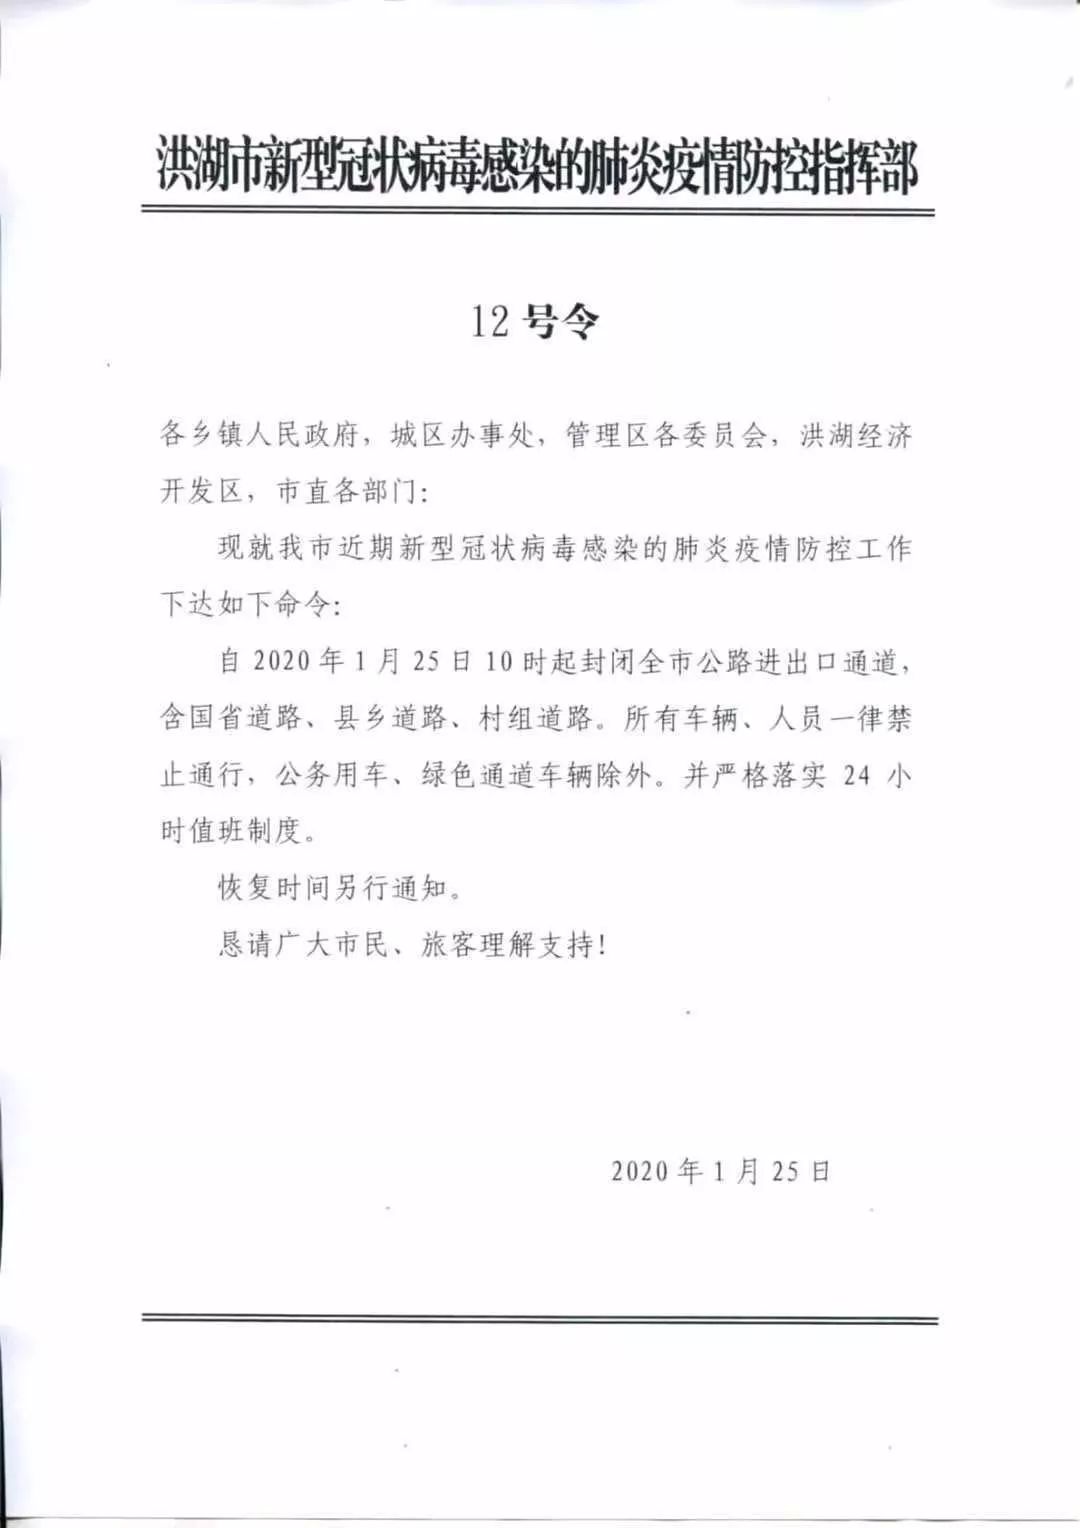 洪湖市新型冠状病毒感染的肺炎疫情防控指挥部
12号令
各乡镇人民政府，城区办事处，管理区各委员会，洪湖经济
开发区，市直各部门：
现就我市近期新型冠状病毒感染的肺炎疫情防控工作
下达如下命令：
自2020年1月25日10时起封闭全市公路进出口通道，
含国省道路、县乡道路、村组道路。所有车辆、人员一律禁
止通行，公务用车、绿色通道车辆除外。并严格落实 24 小
时值班制度。
恢复时间另行通知。
恳请广大市民、旅客理解支持！
2020年1月25日